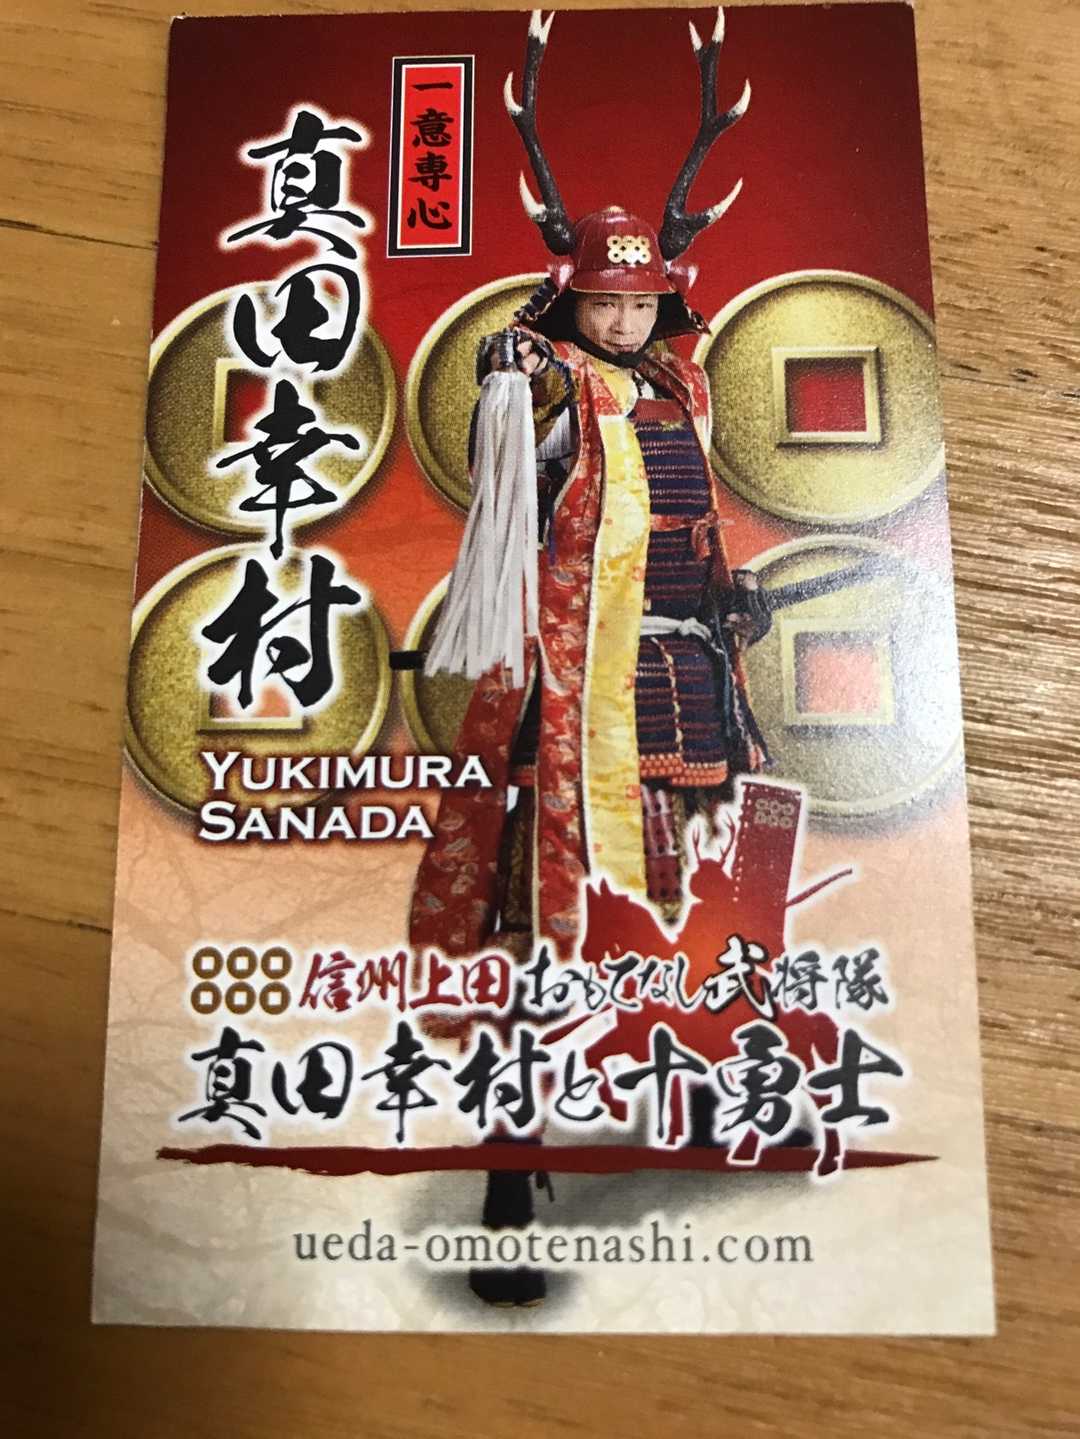 一意専心
真田幸村
YUKIMURA
SANADA
信州上田おもてなし武将隊
真田幸村と十勇士
ueda-omotenashi.com